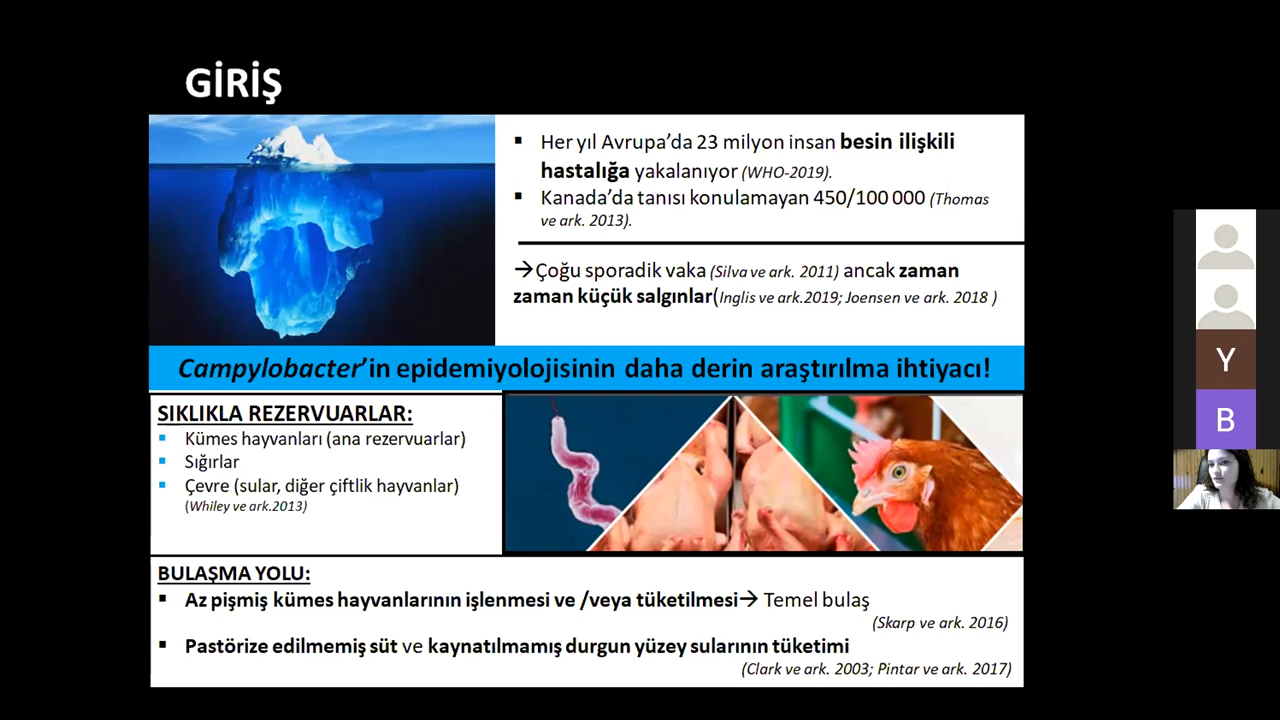 GİRİŞ
▪ Her yıl Avrupa’da 23 milyon insan besin ilişkili
hastalığa yakalanıyor (WHO-2019).
▪ Kanada’da tanısı konulamayan 450/100 000 (Thomas
ve ark. 2013).
→Çoğu sporadik vaka (Silva ve ark. 2011) ancak zaman
zaman küçük salgınlar(Inglis ve ark.2019; Joensen ve ark. 2018 )
Campylobacter’in epidemiyolojisinin daha derin araştırılma ihtiyacı!
SIKLIKLA REZERVUARLAR:
▪ Kümes hayvanları (ana rezervuarlar)
▪ Sığırlar
▪ Çevre (sular, diğer çiftlik hayvanlar)
(Whiley ve ark.2013)
BULAŞMA YOLU:
▪ Az pişmiş kümes hayvanlarının işlenmesi ve /veya tüketilmesi→ Temel bulaş
(Skarp ve ark. 2016)
▪ Pastörize edilmemiş süt ve kaynatılmamış durgun yüzey sularının tüketimi
(Clark ve ark. 2003; Pintar ve ark. 2017)
Y
B